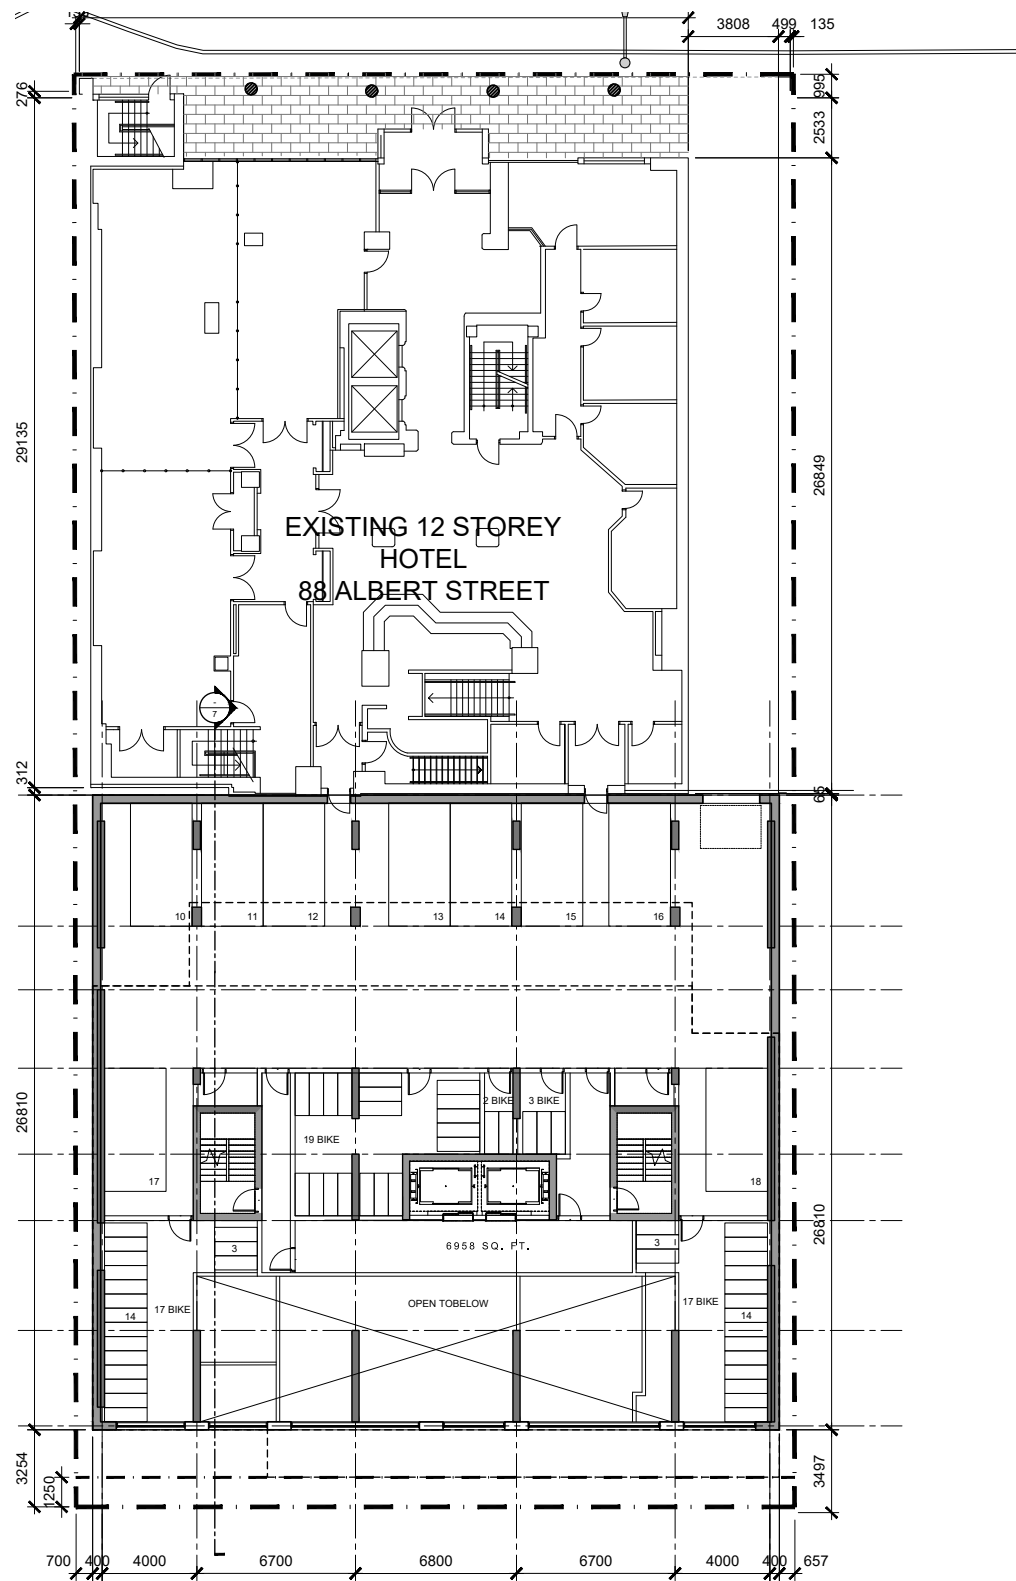 3808 499 135
276
995
2533
29135
26849
EXISTING 12 STOREY
HOTEL
88 ALBERT STREET
-
7
312
65
10 11 12 13 14 15 16
26810
2 BIKE 3 BIKE
19 BIKE
17 18
26810
3 3
6958 SQ. FT.
17 BIKE OPEN TOBELOW 17 BIKE
14 14
3254
1250
3497
700 400 4000 6700 6800 6700 4000 400 657